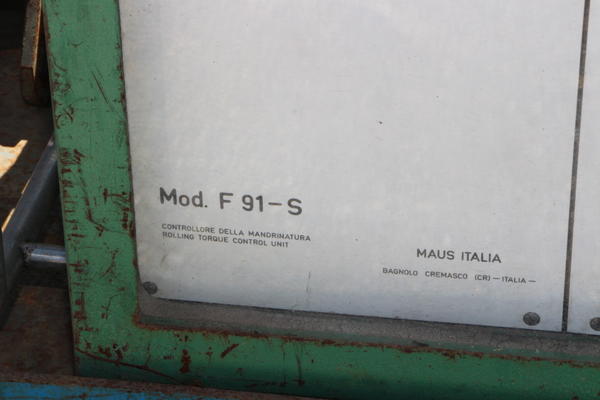 Mod. F 91-S
CONTROLLORE DELLA MANDRINATURA
ROLLING TORQUE CONTROL UNIT
MAUS ITALIA
BAGNOLO CREMASCO (CR) - ITALIA -